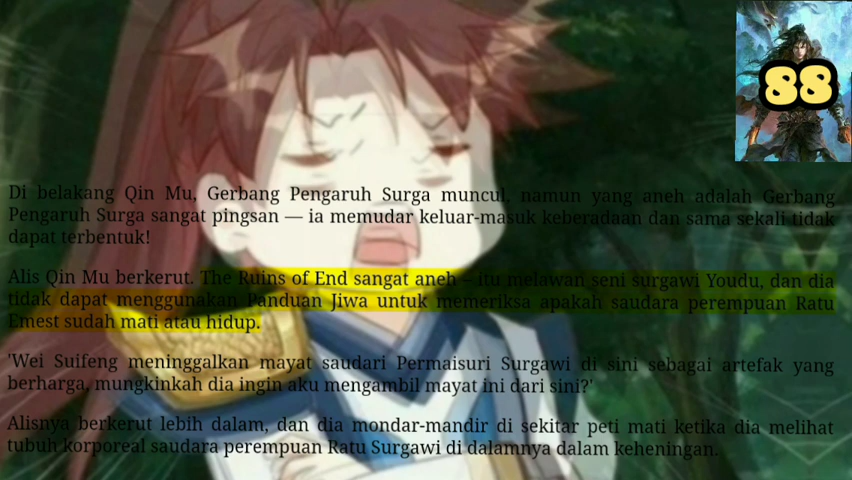 88
Di belakang Qin Mu, Gerbang Pengaruh Surga muncul, namun yang aneh adalah Gerbang
Pengaruh Surga sangat pingsan — ia memudar keluar-masuk keberadaan dan sama sekali tidak
dapat terbentuk!
Alis Qin Mu berkerut. The Ruins of End sangat aneh – itu melawan seni surgawi Youdu, dan dia
tidak dapat menggunakan Panduan Jiwa untuk memeriksa apakah saudara perempuan Ratu
Emest sudah mati atau hidup.
'Wei Suifeng meninggalkan mayat saudari Permaisuri Surgawi di sini sebagai artefak yang
berharga, mungkinkah dia ingin aku mengambil mayat ini dari sini?'
Alisnya berkerut lebih dalam, dan dia mondar-mandir di sekitar peti mati ketika dia melihat
tubuh korporeal saudara perempuan Ratu Surgawi di dalamnya dalam keheningan.